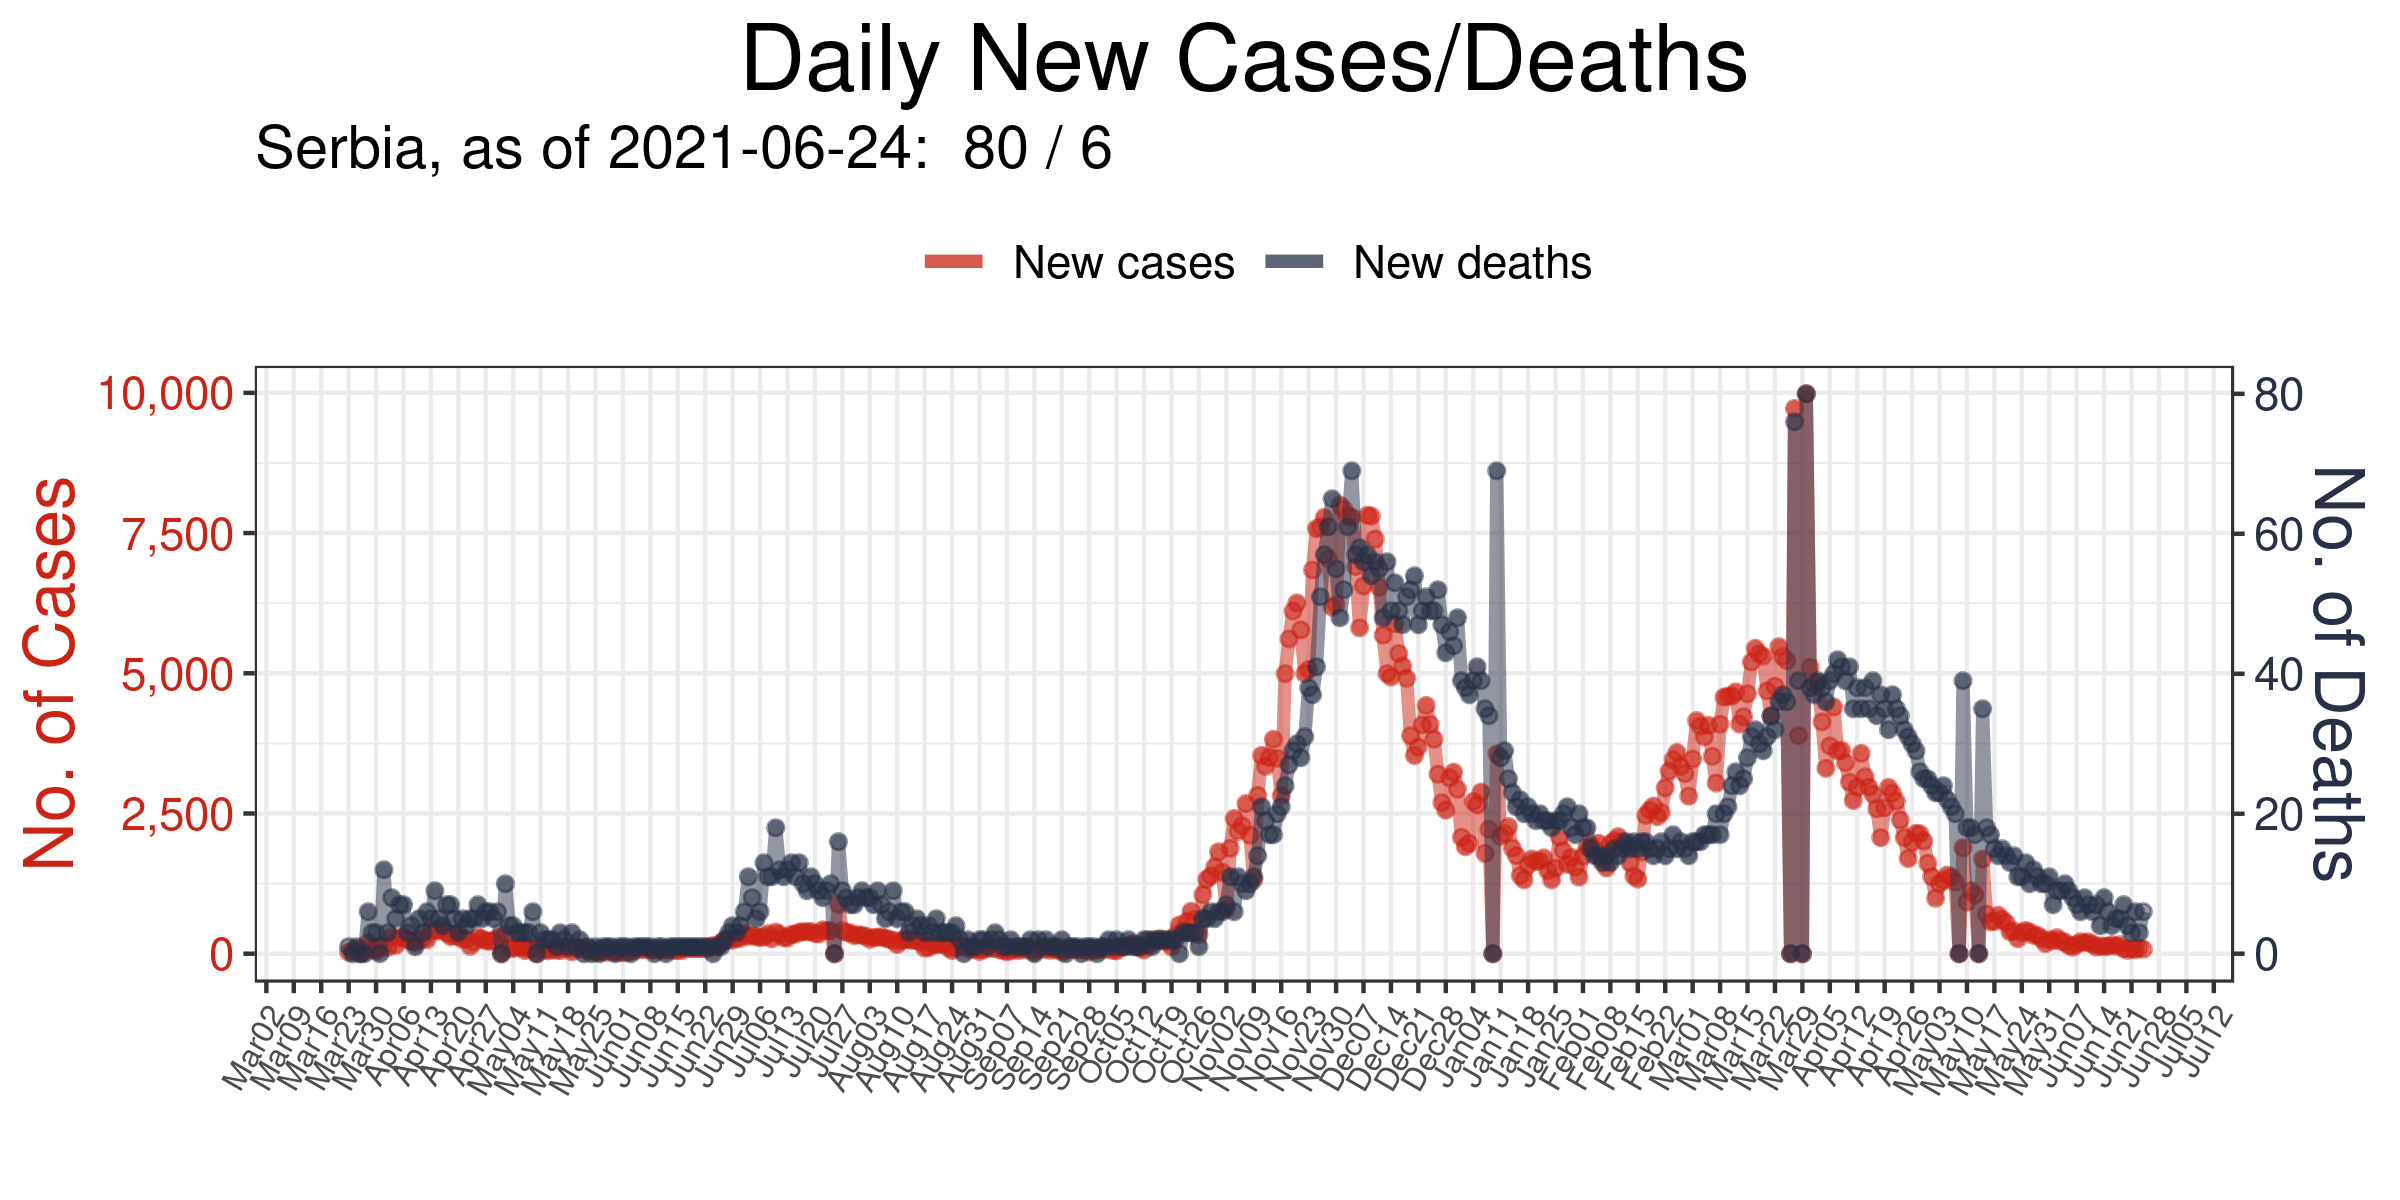 Daily New Cases/Deaths
Serbia, as of 2021-06-24:  80 / 6
New cases
New deaths
No. of Cases
10,000
7,500
5,000
2,500
0
80
60
40
20
0
No. of Deaths
Mar02
Mar09
Mar16
Mar23
Mar30
Apr06
Apr13
Apr20
Apr27
May04
May11
May18
May25
Jun01
Jun08
Jun15
Jun22
Jun29
Jul06
Jul13
Jul20
Jul27
Aug03
Aug10
Aug17
Aug24
Aug31
Sep07
Sep14
Sep21
Sep28
Oct05
Oct12
Oct19
Oct26
Nov02
Nov09
Nov16
Nov23
Nov30
Dec07
Dec14
Dec21
Dec28
Jan04
Jan11
Jan18
Jan25
Feb01
Feb08
Feb15
Feb22
Mar01
Mar08
Mar15
Mar22
Mar29
Apr05
Apr12
Apr19
Apr26
May03
May10
May17
May24
May31
Jun07
Jun14
Jun21
Jun28
Jul05
Jul12